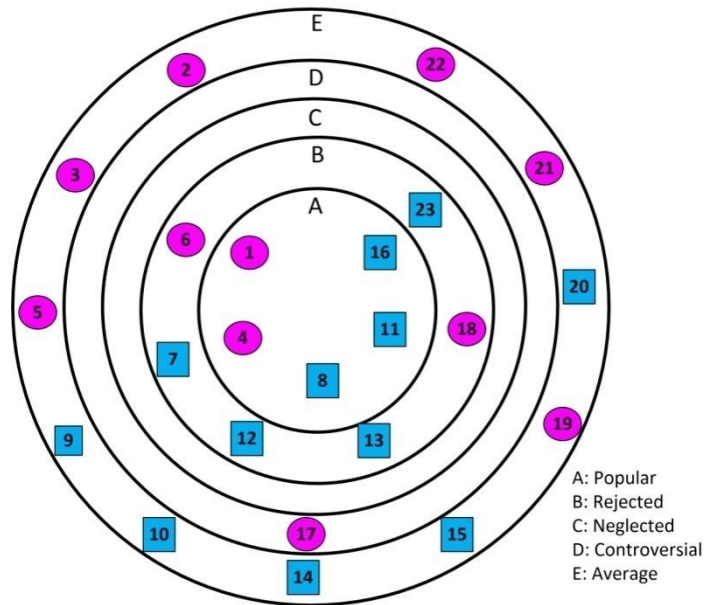 E
2
22
D
C
3
B
21
A
23
6
1
16
20
5
11
18
4
7
8
19
9
12
13
A: Popular
B: Rejected
C: Neglected
10
17
15
D: Controversial
14
E: Average